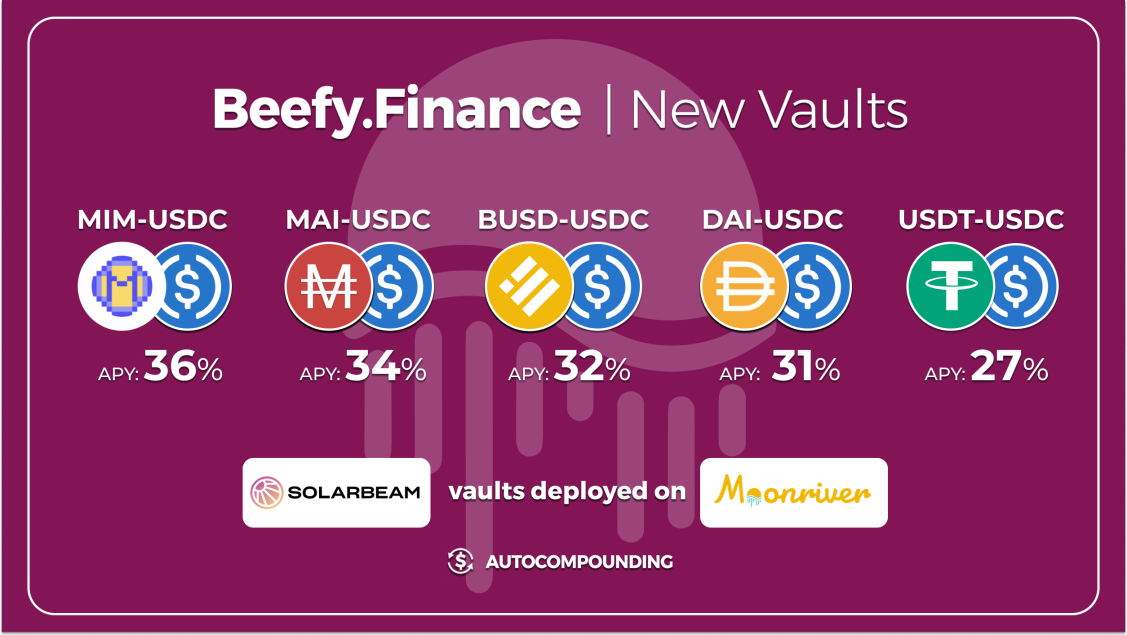 Beefy.Finance | New Vaults
MIM-USDC MAI-USDC BUSD-USDC DAI-USDC USDT-USDC
APY: 36% APY: 34% APY: 32% APY: 31% APY: 27%
SOLARBEAM vaults deployed on Moonriver
AUTOCOMPOUNDING